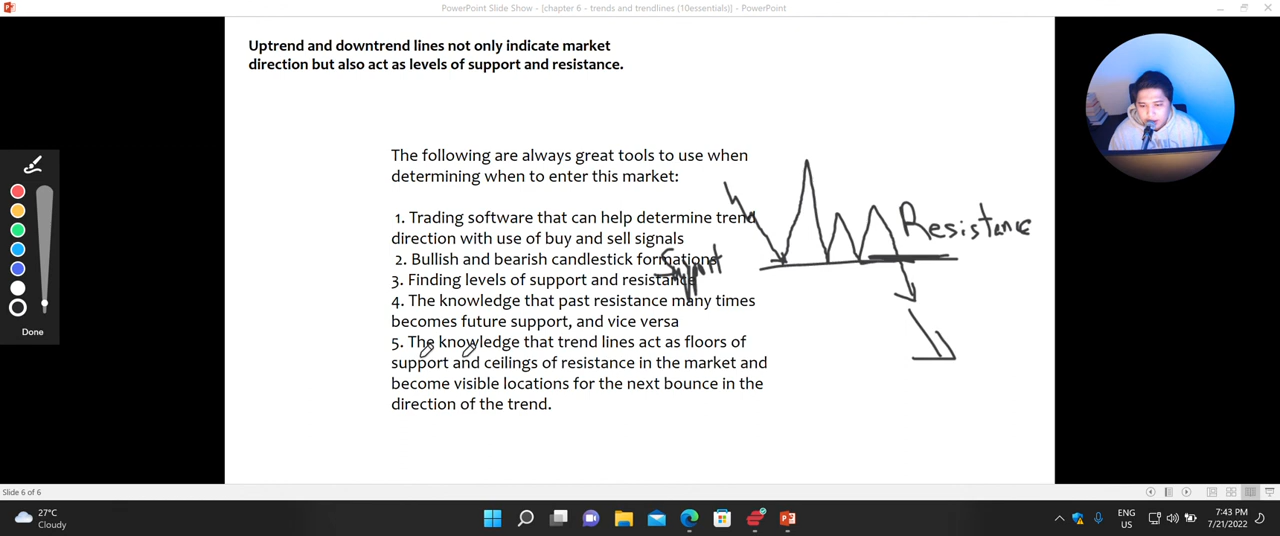 PowerPoint Slide Show - [chapter 6 - trends and trendlines (10essentials)] - PowerPoint
Uptrend and downtrend lines not only indicate market
direction but also act as levels of support and resistance.
The following are always great tools to use when
determining when to enter this market:
1. Trading software that can help determine trend
direction with use of buy and sell signals
2. Bullish and bearish candlestick formations
3. Finding levels of support and resistance
4. The knowledge that past resistance many times
becomes future support, and vice versa
5. The knowledge that trend lines act as floors of
support and ceilings of resistance in the market and
become visible locations for the next bounce in the
direction of the trend.
Resistance
Support
Done
Slide 6 of 6
27°C
Cloudy
ENG
US
7:43 PM
7/21/2022